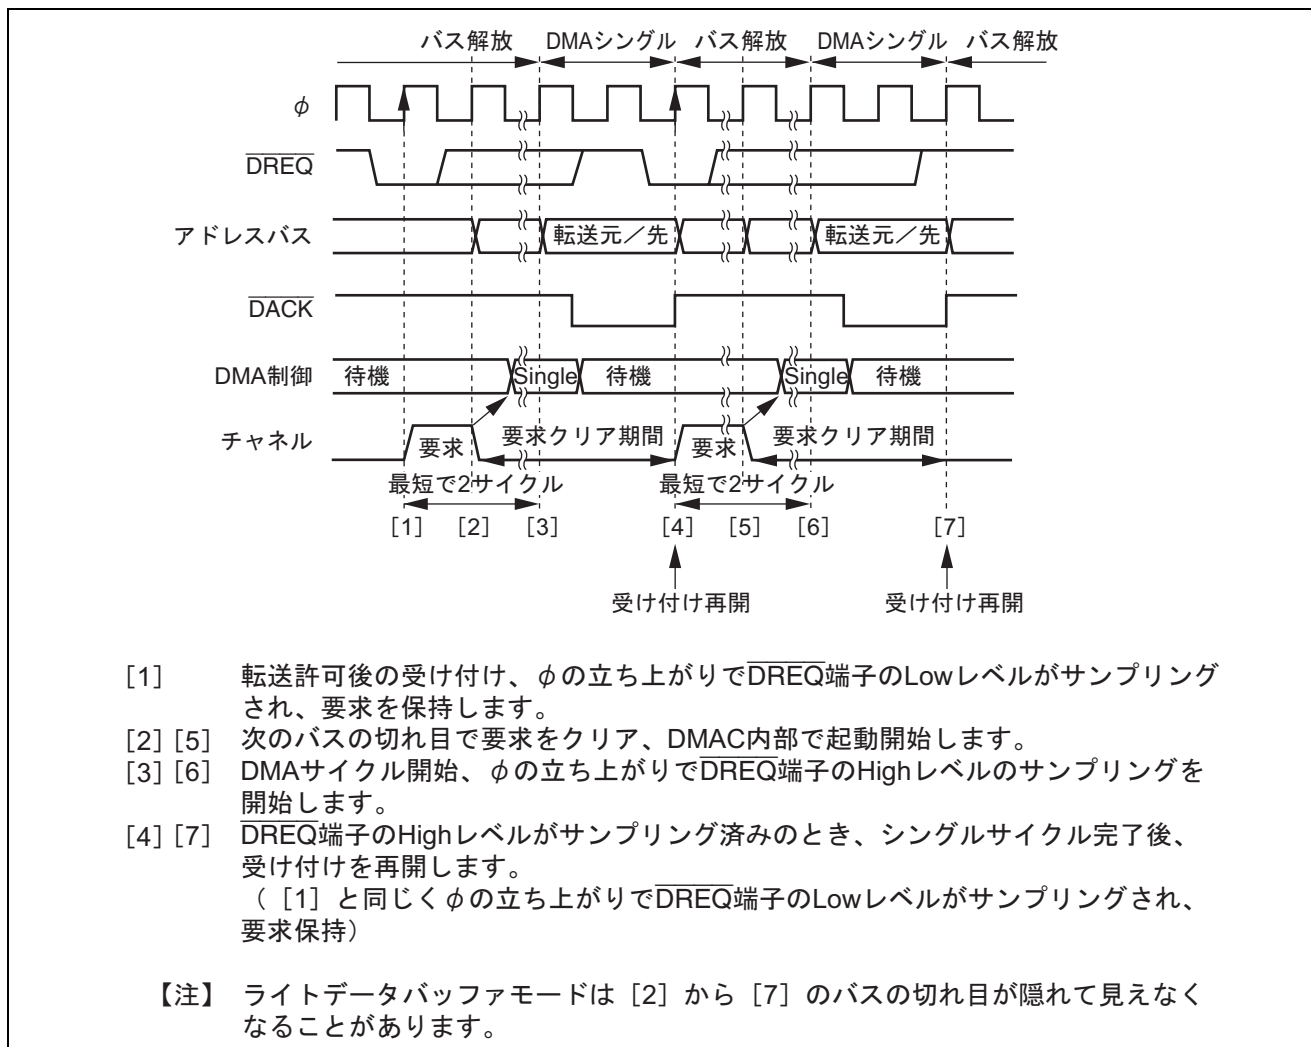 バス解放 DMAシングル バス解放 DMAシングル バス解放
φ
DREQ
アドレスバス 転送元／先 転送元／先
DACK
DMA制御 待機 Single 待機 Single 待機
チャネル 要求 要求クリア期間 要求 要求クリア期間
最短で2サイクル 最短で2サイクル
［1］ ［2］ ［3］ ［4］ ［5］ ［6］ ［7］
受け付け再開 受け付け再開
［1］ 転送許可後の受け付け、φの立ち上がりでDREQ端子のLowレベルがサンプリング
され、要求を保持します。
［2］［5］ 次のバスの切れ目で要求をクリア、DMAC内部で起動開始します。
［3］［6］ DMAサイクル開始、φの立ち上がりでDREQ端子のHighレベルのサンプリングを
開始します。
［4］［7］ DREQ端子のHighレベルがサンプリング済みのとき、シングルサイクル完了後、
受け付けを再開します。
（［1］と同じくφの立ち上がりでDREQ端子のLowレベルがサンプリングされ、
要求保持）
【注】 ライトデータバッファモードは［2］から［7］のバスの切れ目が隠れて見えなく
なることがあります。